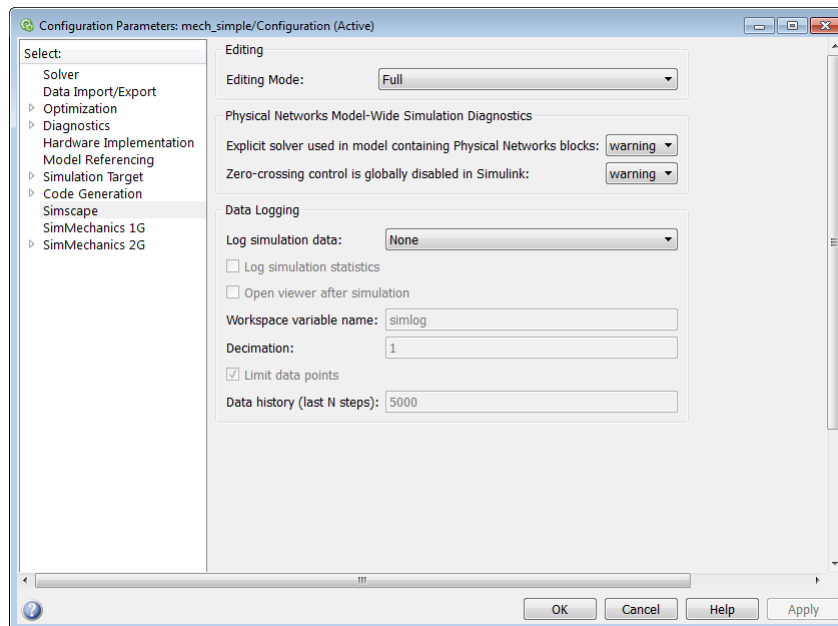 Configuration Parameters: mech_simple/Configuration (Active)
Select:
Solver
Data Import/Export
Optimization
Diagnostics
Hardware Implementation
Model Referencing
Simulation Target
Code Generation
Simscape
SimMechanics 1G
SimMechanics 2G
Editing
Editing Mode: Full
Physical Networks Model-Wide Simulation Diagnostics
Explicit solver used in model containing Physical Networks blocks: warning
Zero-crossing control is globally disabled in Simulink: warning
Data Logging
Log simulation data: None
Log simulation statistics
Open viewer after simulation
Workspace variable name: simlog
Decimation: 1
Limit data points
Data history (last N steps): 5000
? OK Cancel Help Apply